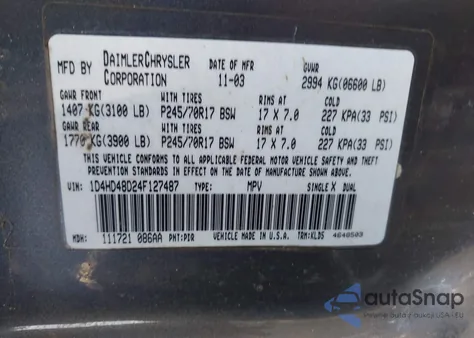 MFD BY DAIMLERCHRYSLER CORPORATION DATE OF MFR 11-03 GVWR 2994 KG(06600 LB)
GAWR FRONT WITH TIRES RIMS AT COLD
1407 KG(3100 LB) P245/70R17 BSW 17 X 7.0 227 KPA(33 PSI)
GAWR REAR WITH TIRES RIMS AT COLD
1770 KG(3900 LB) P245/70R17 BSW 17 X 7.0 227 KPA(33 PSI)
THIS VEHICLE CONFORMS TO ALL APPLICABLE FEDERAL MOTOR VEHICLE SAFETY AND THEFT
PREVENTION STANDARDS IN EFFECT ON THE DATE OF MANUFACTURE SHOWN ABOVE.
VIN: 1D4HD48D24F127487 TYPE: MPV SINGLE X DUAL
MDH: 111721 086AA PNT:PDR VEHICLE MADE IN U.S.A. TRM:KLDS 4648503
autoSnap